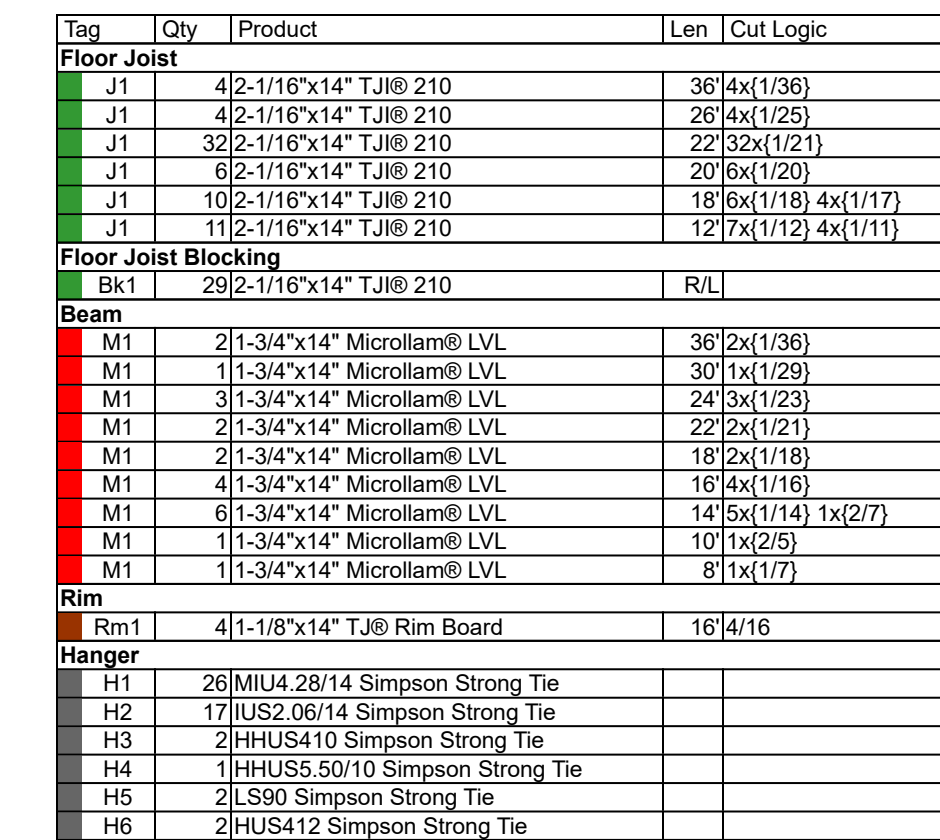 Tag Qty Product Len Cut Logic
Floor Joist
J1 4 2-1/16"x14" TJI® 210 36' 4x{1/36}
J1 4 2-1/16"x14" TJI® 210 26' 4x{1/25}
J1 32 2-1/16"x14" TJI® 210 22' 32x{1/21}
J1 6 2-1/16"x14" TJI® 210 20' 6x{1/20}
J1 10 2-1/16"x14" TJI® 210 18' 6x{1/18} 4x{1/17}
J1 11 2-1/16"x14" TJI® 210 12' 7x{1/12} 4x{1/11}
Floor Joist Blocking
Bk1 29 2-1/16"x14" TJI® 210 R/L
Beam
M1 2 1-3/4"x14" Microllam® LVL 36' 2x{1/36}
M1 1 1-3/4"x14" Microllam® LVL 30' 1x{1/29}
M1 3 1-3/4"x14" Microllam® LVL 24' 3x{1/23}
M1 2 1-3/4"x14" Microllam® LVL 22' 2x{1/21}
M1 2 1-3/4"x14" Microllam® LVL 18' 2x{1/18}
M1 4 1-3/4"x14" Microllam® LVL 16' 4x{1/16}
M1 6 1-3/4"x14" Microllam® LVL 14' 5x{1/14} 1x{2/7}
M1 1 1-3/4"x14" Microllam® LVL 10' 1x{2/5}
M1 1 1-3/4"x14" Microllam® LVL 8' 1x{1/7}
Rim
Rm1 4 1-1/8"x14" TJ® Rim Board 16' 4/16
Hanger
H1 26 MIU4.28/14 Simpson Strong Tie
H2 17 IUS2.06/14 Simpson Strong Tie
H3 2 HHUS410 Simpson Strong Tie
H4 1 HHUS5.50/10 Simpson Strong Tie
H5 2 LS90 Simpson Strong Tie
H6 2 HUS412 Simpson Strong Tie